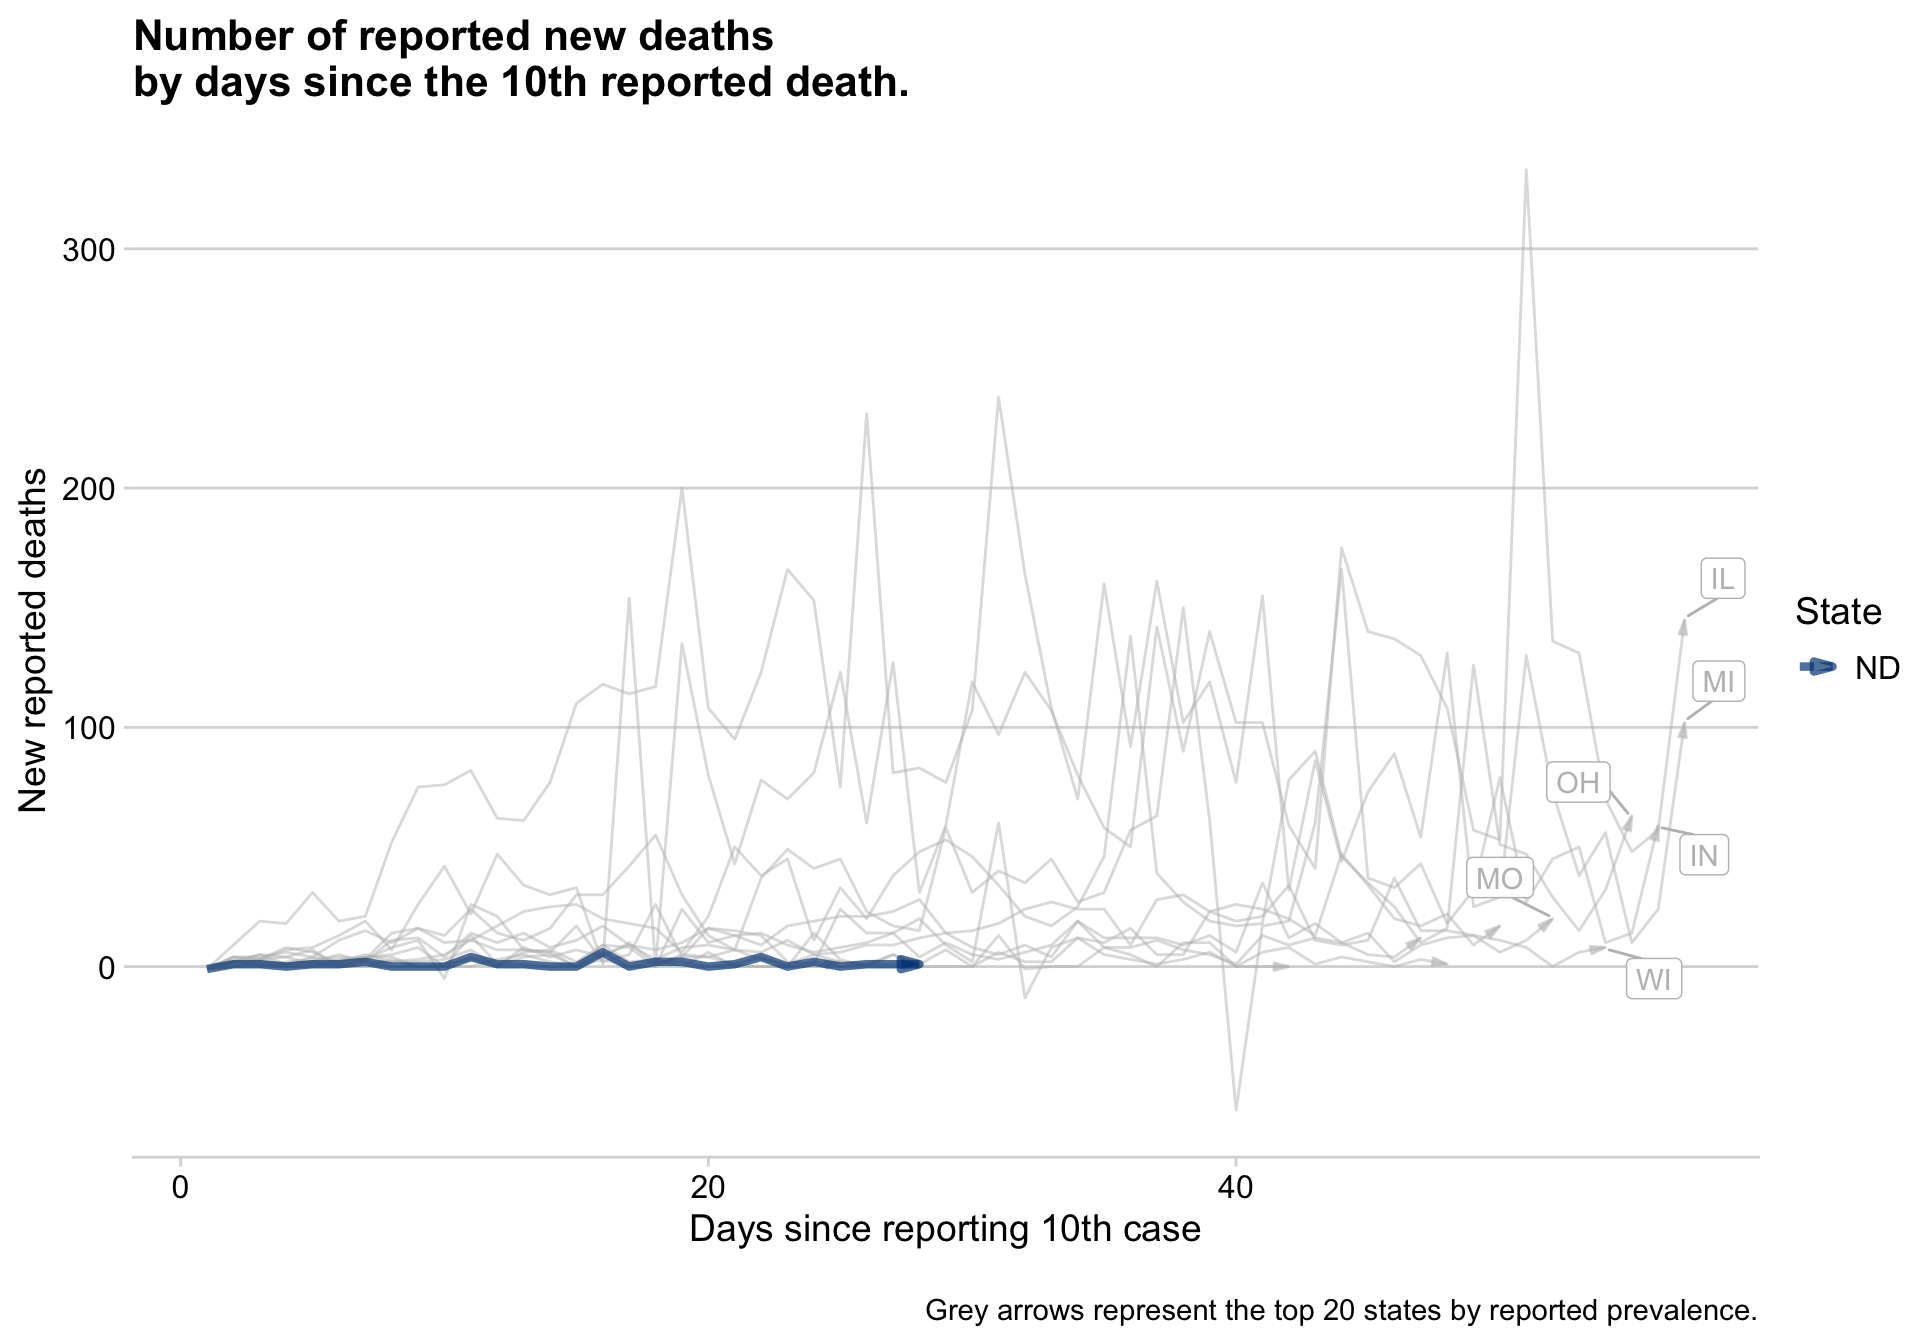 Number of reported new deaths
by days since the 10th reported death.
New reported deaths
300
200
100
0
IL
MI
OH
IN
MO
WI
State
ND
0
20
40
Days since reporting 10th case
Grey arrows represent the top 20 states by reported prevalence.